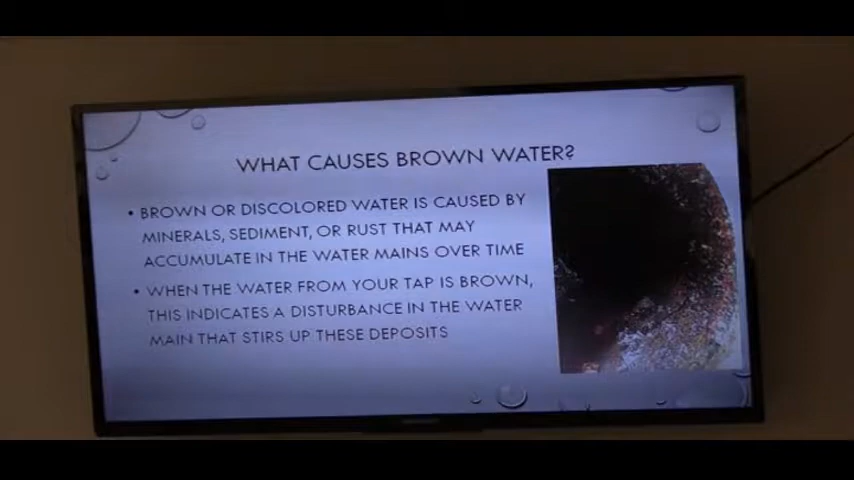 WHAT CAUSES BROWN WATER?
• BROWN OR DISCOLORED WATER IS CAUSED BY
MINERALS, SEDIMENT, OR RUST THAT MAY
ACCUMULATE IN THE WATER MAINS OVER TIME
• WHEN THE WATER FROM YOUR TAP IS BROWN,
THIS INDICATES A DISTURBANCE IN THE WATER
MAIN THAT STIRS UP THESE DEPOSITS